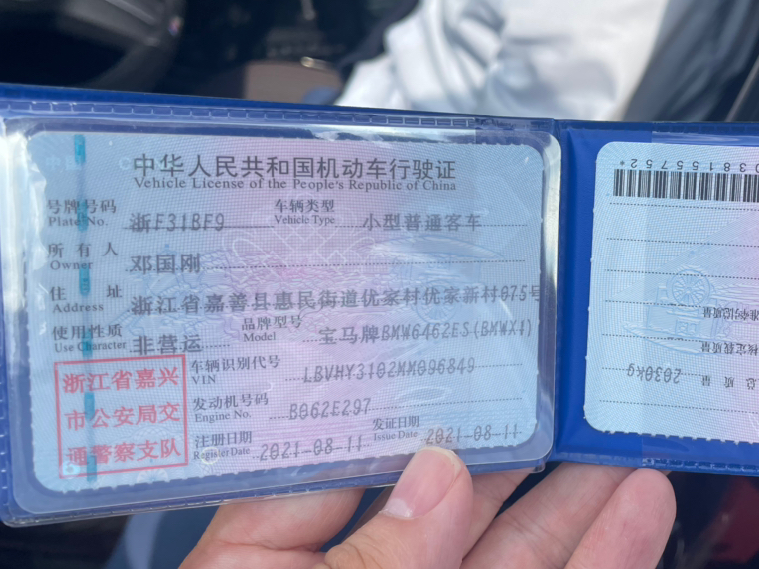 中华人民共和国机动车行驶证
Vehicle License of the People's Republic of China
号牌号码 浙F31BF9 车辆类型 小型普通客车
Plate No. Vehicle Type
所有人 邓国刚
Owner
住址 浙江省嘉善县惠民街道优家村优家新村075号
Address
使用性质 非营运 品牌型号 宝马牌BMW6462ES(BMWX1)
Use Character Model
浙江省嘉兴
市公安局交
通警察支队
车辆识别代号 LBVHY3102MM096849
VIN
发动机号码 B062E297
Engine No.
注册日期 2021-08-11 发证日期 2021-08-11
Register Date Issue Date
038155752*
2030kg
总质量